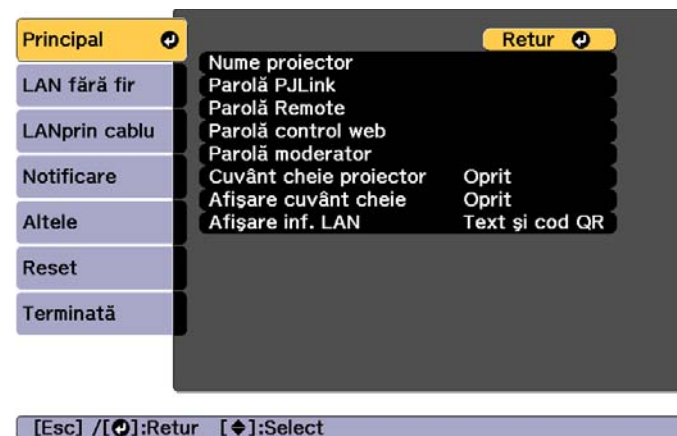 Principal
LAN fără fir
LANprin cablu
Notificare
Altele
Reset
Terminată
Retur
Nume proiector
Parolă PJLink
Parolă Remote
Parolă control web
Parolă moderator
Cuvânt cheie proiector Oprit
Afişare cuvânt cheie Oprit
Afişare inf. LAN Text şi cod QR
[Esc] /[⏎]:Retur [◆]:Select